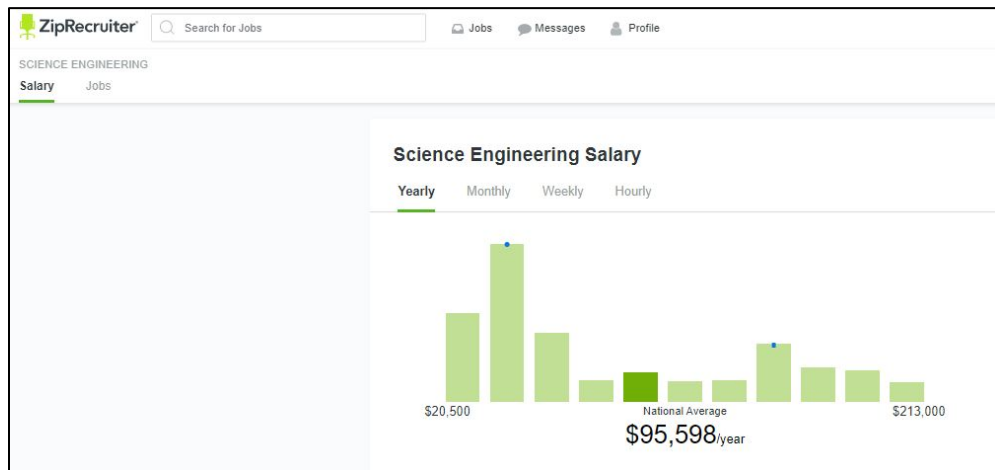 ZipRecruiter Search for Jobs Jobs Messages Profile
SCIENCE ENGINEERING
Salary Jobs
Science Engineering Salary
Yearly Monthly Weekly Hourly
$20,500 National Average $213,000
$95,598/year